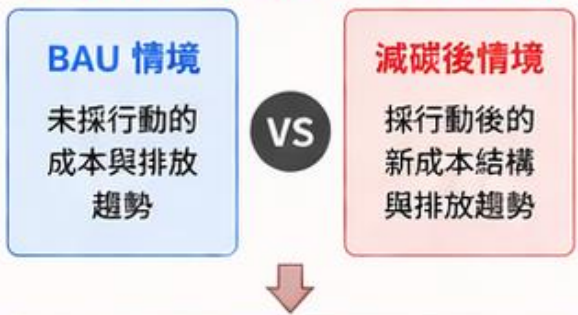 BAU 情境
未採行動的
成本與排放
趨勢
VS
減碳後情境
採行動後的
新成本結構
與排放趨勢